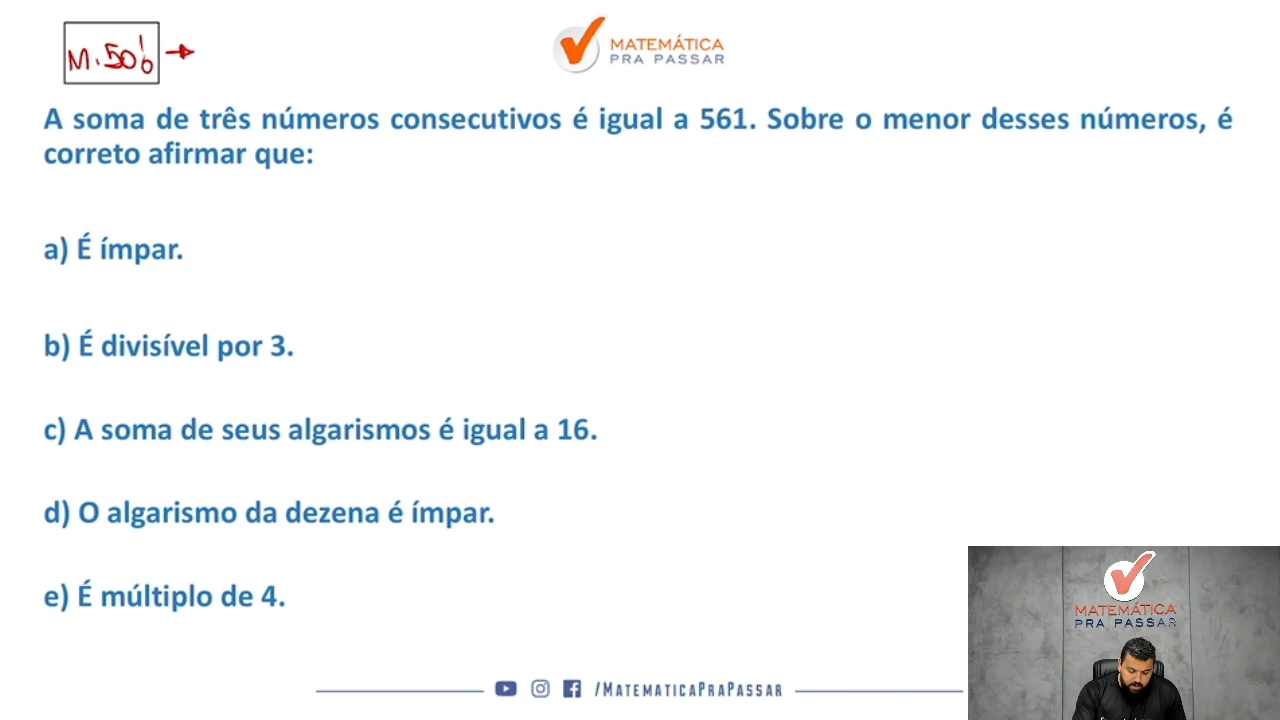 M.50%
MATEMÁTICA
PRA PASSAR
A soma de três números consecutivos é igual a 561. Sobre o menor desses números, é
correto afirmar que:
a) É ímpar.
b) É divisível por 3.
c) A soma de seus algarismos é igual a 16.
d) O algarismo da dezena é ímpar.
e) É múltiplo de 4.
MATEMÁTICA
PRA PASSAR
/MATEMATICAPRAPASSAR